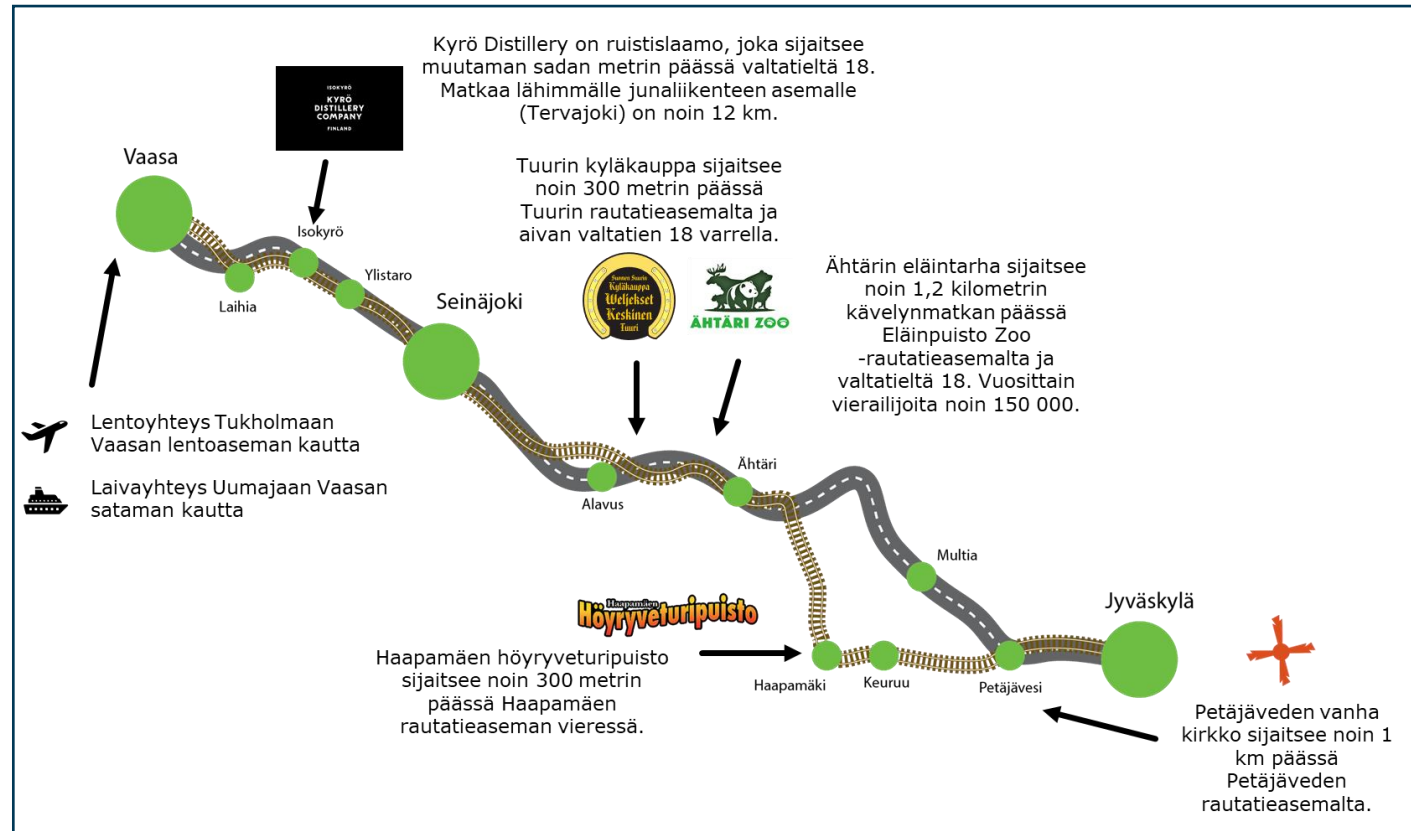 Kyrö Distillery on ruistislaamo, joka sijaitsee
muutaman sadan metrin päässä valtatieltä 18.
Matkaa lähimmälle junaliikenteen asemalle
(Tervajoki) on noin 12 km.
ISOKYRÖ
KYRÖ
DISTILLERY
COMPANY
FINLAND
Vaasa
Tuurin kyläkauppa sijaitsee
noin 300 metrin päässä
Tuurin rautatieasemalta ja
aivan valtatien 18 varrella.
Isokyrö
Laihia
Ylistaro
Seinäjoki
Suomen Suurin
Kyläkauppa
Weljekset
Keskinen
Tuuri
ÄHTÄRI ZOO
Ähtärin eläintarha sijaitsee
noin 1,2 kilometrin
kävelynmatkan päässä
Eläinpuisto Zoo
-rautatieasemalta ja
valtatieltä 18. Vuosittain
vierailijoita noin 150 000.
Lentoyhteys Tukholmaan
Vaasan lentoaseman kautta
Laivayhteys Uumajaan Vaasan
sataman kautta
Alavus
Ähtäri
Multia
Jyväskylä
Haapamäen
Höyryveturipuisto
Haapamäen höyryveturipuisto
sijaitsee noin 300 metrin
päässä Haapamäen
rautatieaseman vieressä.
Haapamäki
Keuruu
Petäjävesi
Petäjäveden vanha
kirkko sijaitsee noin 1
km päässä
Petäjäveden
rautatieasemalta.